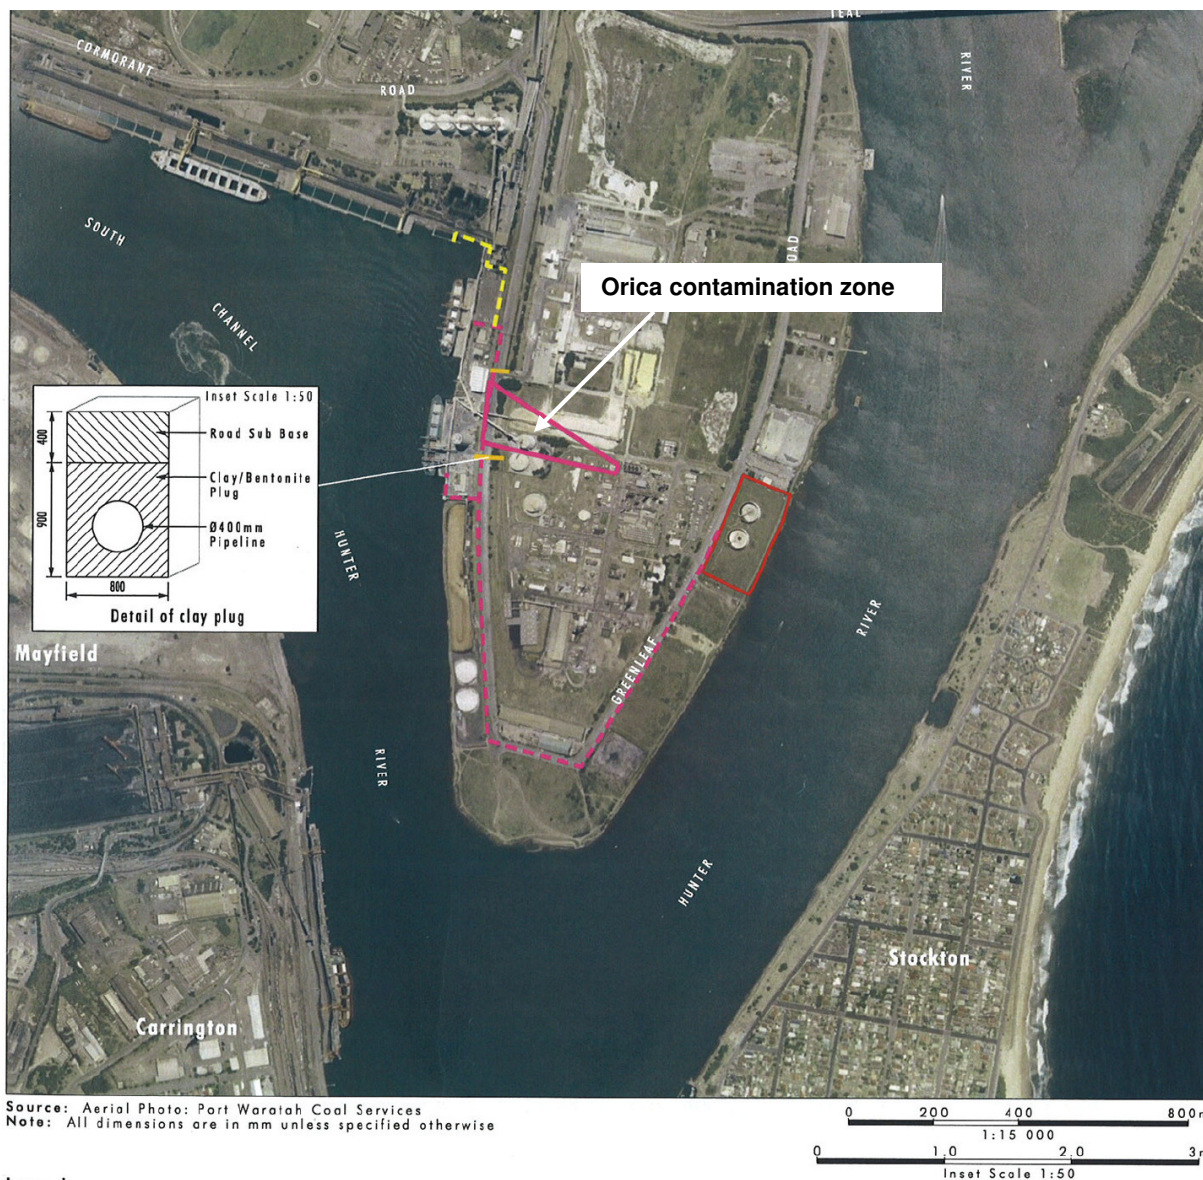 TEAL
CORMORANT
ROAD
RIVER
SOUTH
CHANNEL
OAD
Orica contamination zone
Inset Scale 1:50
400
Road Sub Base
Clay/Bentonite
Plug
900
Ø400mm
Pipeline
800
Detail of clay plug
HUNTER
RIVER
Mayfield
GREENLEAF
RIVER
HUNTER
Stockton
Carrington
Source: Aerial Photo: Port Waratah Coal Services
Note: All dimensions are in mm unless specified otherwise
0 200 400 800m
1:15 000
0 1.0 2.0 3m
Inset Scale 1:50